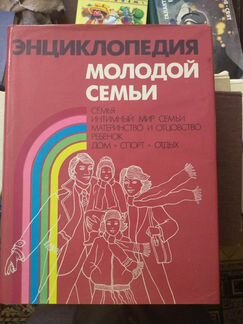 ЭНЦИКЛОПЕДИЯ
МОЛОДОЙ
СЕМЬИ
СЕМЬЯ
ИНТИМНЫЙ МИР СЕМЬИ
МАТЕРИНСТВО И ОТЦОВСТВО
РЕБЕНОК
ДОМ • СПОРТ • ОТДЫХ